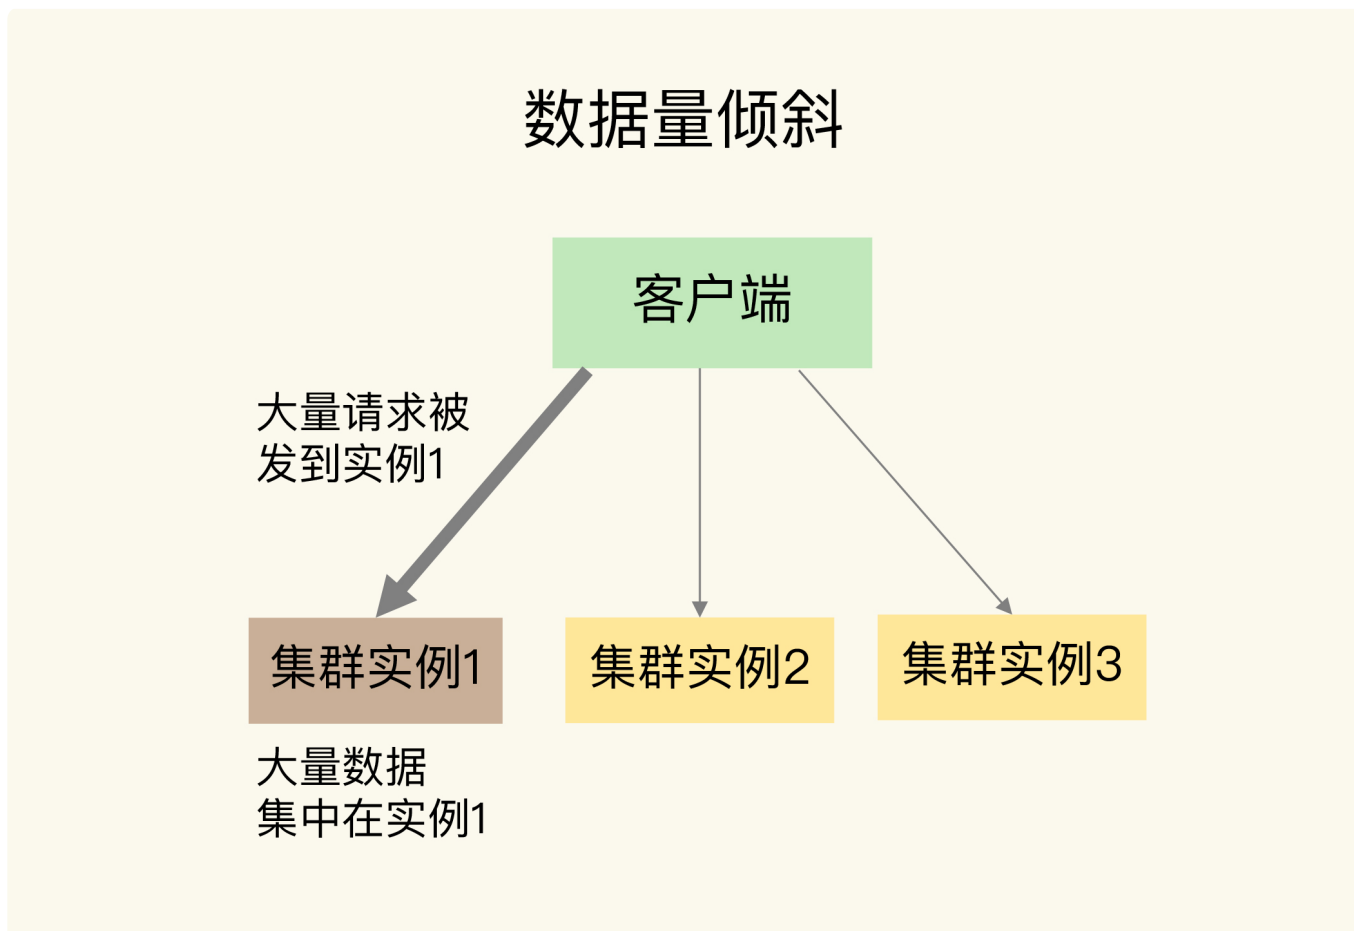 数据量倾斜
客户端
大量请求被
发到实例1
集群实例1
集群实例2
集群实例3
大量数据
集中在实例1